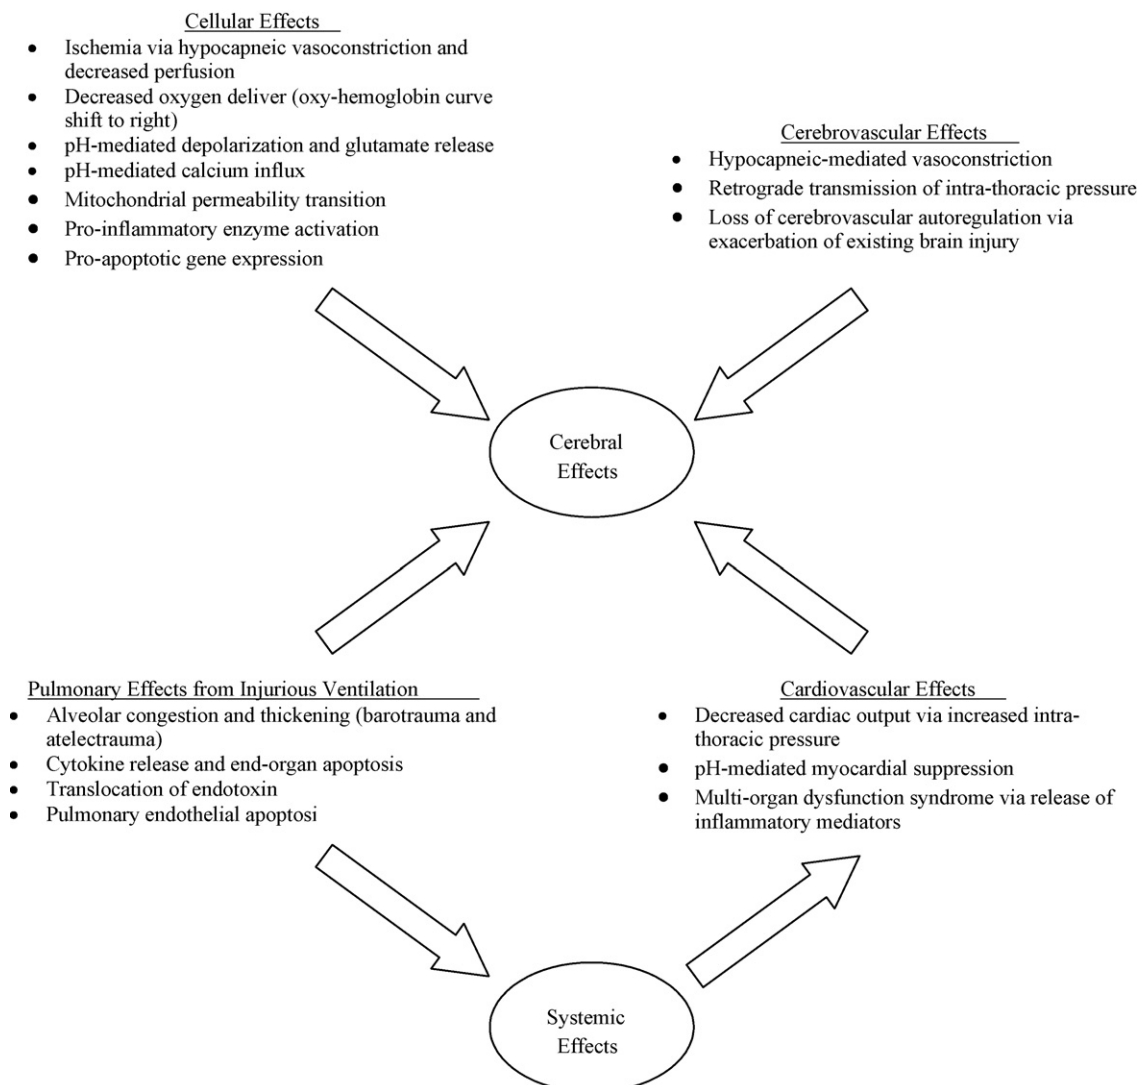 Cellular Effects
• Ischemia via hypocapneic vasoconstriction and
decreased perfusion
• Decreased oxygen deliver (oxy-hemoglobin curve
shift to right)
• pH-mediated depolarization and glutamate release
• pH-mediated calcium influx
• Mitochondrial permeability transition
• Pro-inflammatory enzyme activation
• Pro-apoptotic gene expression
Cerebrovascular Effects
• Hypocapneic-mediated vasoconstriction
• Retrograde transmission of intra-thoracic pressure
• Loss of cerebrovascular autoregulation via
exacerbation of existing brain injury
Cerebral
Effects
Pulmonary Effects from Injurious Ventilation
• Alveolar congestion and thickening (barotrauma and
atelectrauma)
• Cytokine release and end-organ apoptosis
• Translocation of endotoxin
• Pulmonary endothelial apoptosi
Cardiovascular Effects
• Decreased cardiac output via increased intra-
thoracic pressure
• pH-mediated myocardial suppression
• Multi-organ dysfunction syndrome via release of
inflammatory mediators
Systemic
Effects